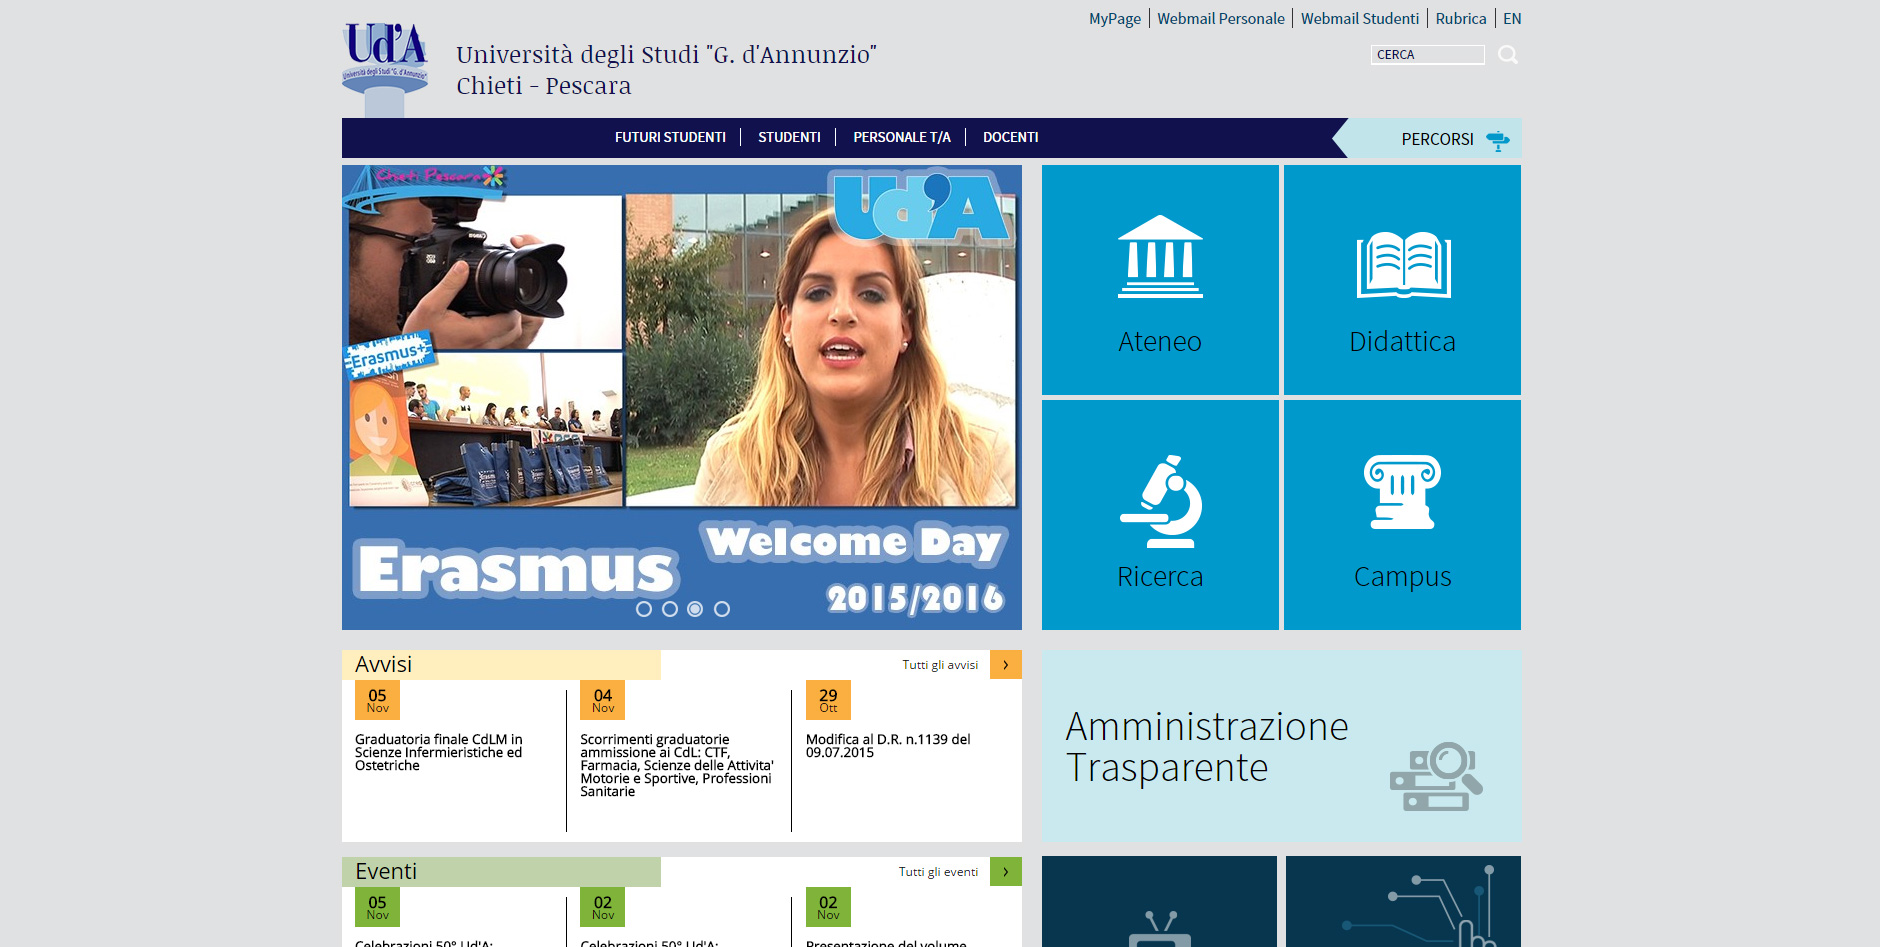 MyPage
Webmail Personale
Webmail Studenti
Rubrica
EN
Ud'A
Università degli Studi "G. d'Annunzio"
Università degli Studi "G. d'Annunzio"
Chieti - Pescara
CERCA
FUTURI STUDENTI
STUDENTI
PERSONALE T/A
DOCENTI
PERCORSI
Chieti Pescara
Ud'A
Canon
Erasmus+
Erasmus
Welcome Day
2015/2016
Ateneo
Didattica
Ricerca
Campus
Avvisi
Tutti gli avvisi
05
Nov
Graduatoria finale CdLM in
Scienze Infermieristiche ed
Ostetriche
04
Nov
Scorrimenti graduatorie
ammissione ai CdL: CTF,
Farmacia, Scienze delle Attivita'
Motorie e Sportive, Professioni
Sanitarie
29
Ott
Modifica al D.R. n.1139 del
09.07.2015
Amministrazione
Trasparente
Eventi
Tutti gli eventi
05
Nov
Celebrazioni 50° Ud'A:
02
Nov
Celebrazioni 50° Ud'A:
02
Nov
Presentazione del volume